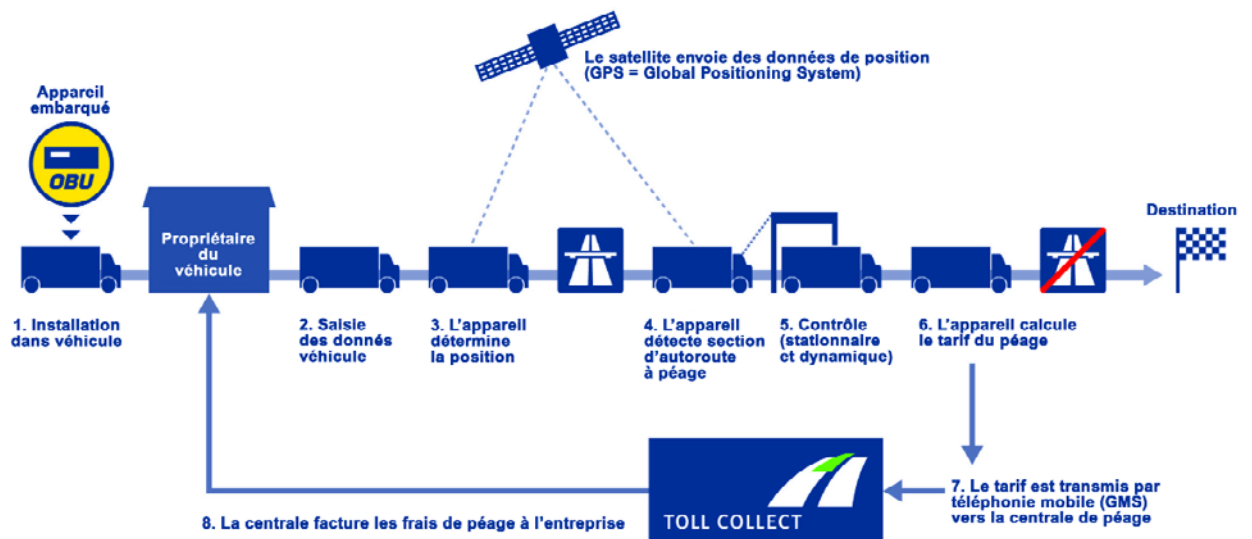 Le satellite envoie des données de position
(GPS = Global Positioning System)
Appareil
embarqué
OBU
Propriétaire
du
véhicule
Destination
1. Installation
dans véhicule
2. Saisie
des donnés
véhicule
3. L'appareil
détermine
la position
4. L'appareil
détecte section
d'autoroute
à péage
5. Contrôle
(stationnaire
et dynamique)
6. L'appareil calcule
le tarif du péage
7. Le tarif est transmis par
téléphonie mobile (GMS)
vers la centrale de péage
TOLL COLLECT
8. La centrale facture les frais de péage à l'entreprise